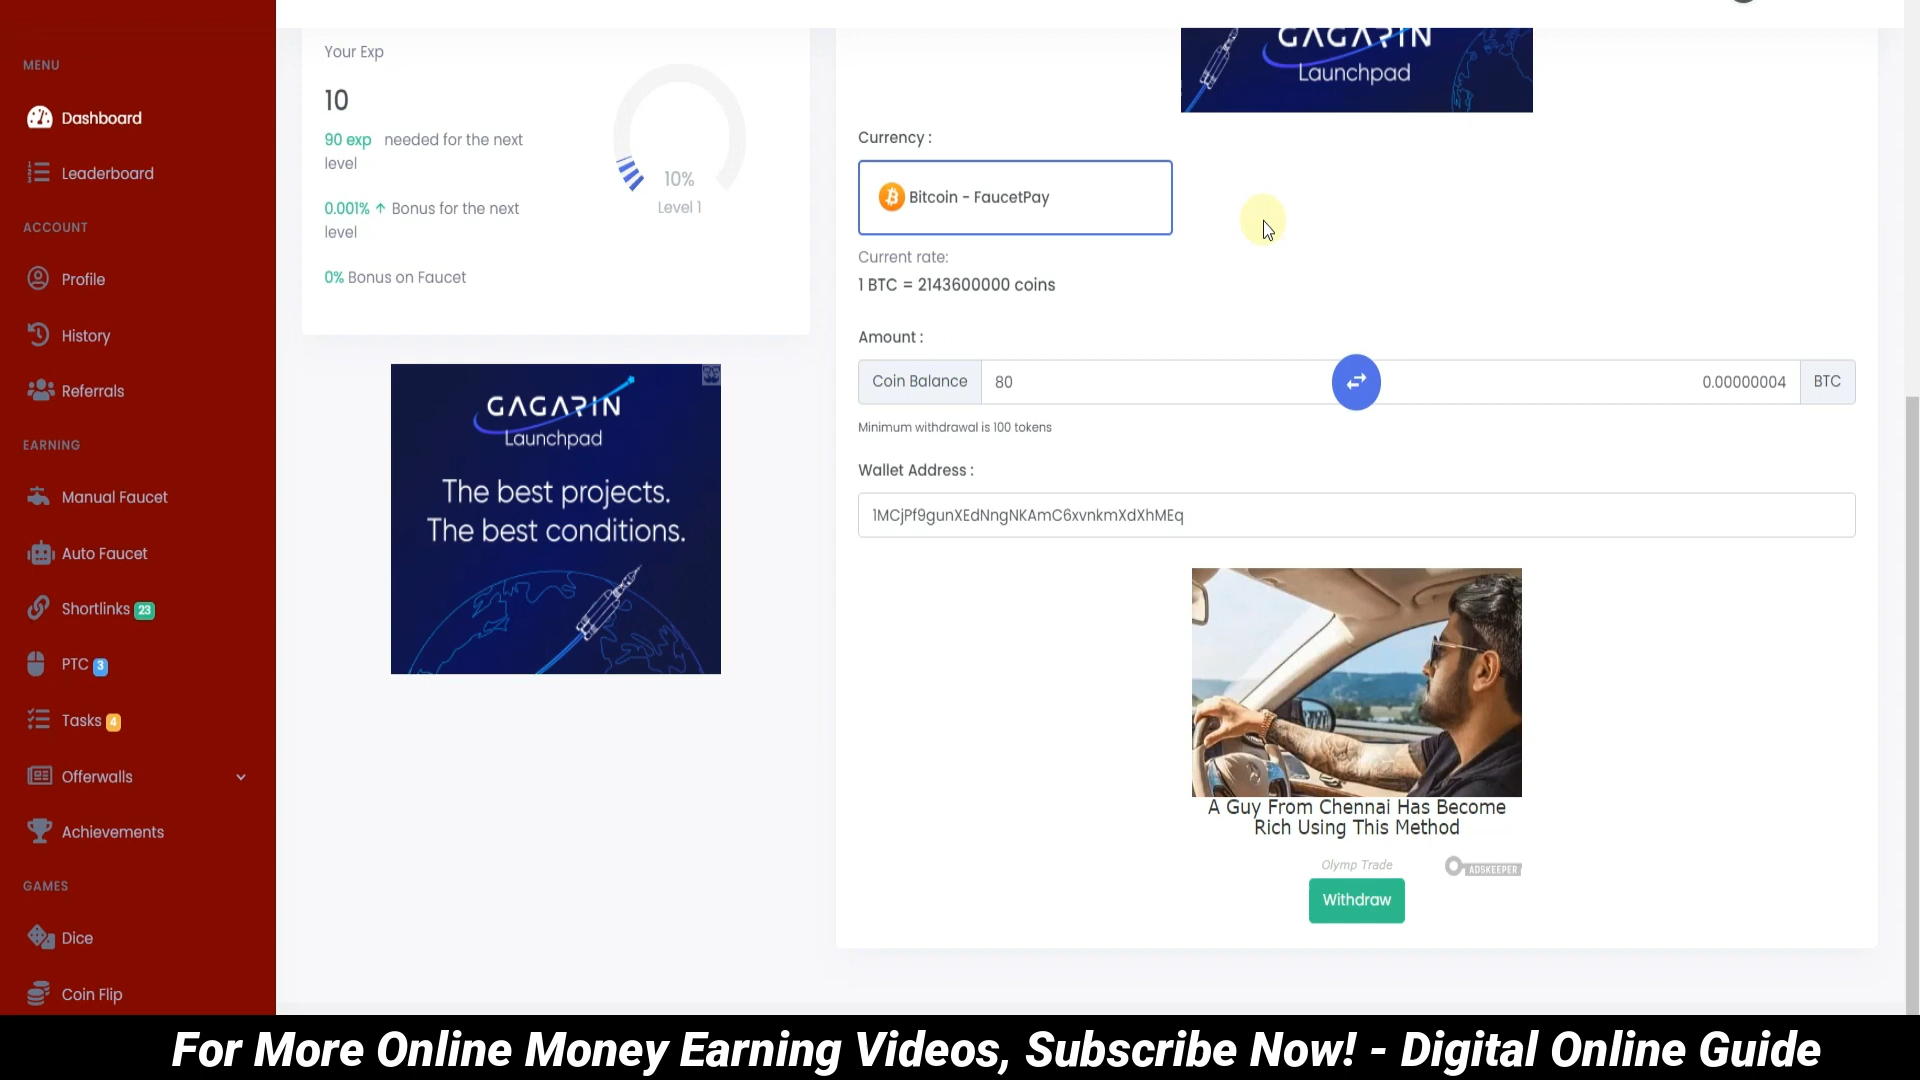 MENU
Dashboard
Leaderboard
ACCOUNT
Profile
History
Referrals
EARNING
Manual Faucet
Auto Faucet
Shortlinks 23
PTC 3
Tasks 4
Offerwalls
Achievements
GAMES
Dice
Coin Flip
Your Exp
10
90 exp needed for the next
level
0.001% ↑ Bonus for the next
level
0% Bonus on Faucet
10%
Level 1
GAGARIN
Launchpad
The best projects.
The best conditions.
GAGARIN
Launchpad
Currency :
Bitcoin - FaucetPay
Current rate:
1 BTC = 2143600000 coins
Amount :
Coin Balance 80 0.00000004 BTC
Minimum withdrawal is 100 tokens
Wallet Address :
1MCjPf9gunXEdNngNKAmC6xvnkmXdXhMEq
A Guy From Chennai Has Become
Rich Using This Method
Olymp Trade
ADSKEEPER
Withdraw
For More Online Money Earning Videos, Subscribe Now! - Digital Online Guide